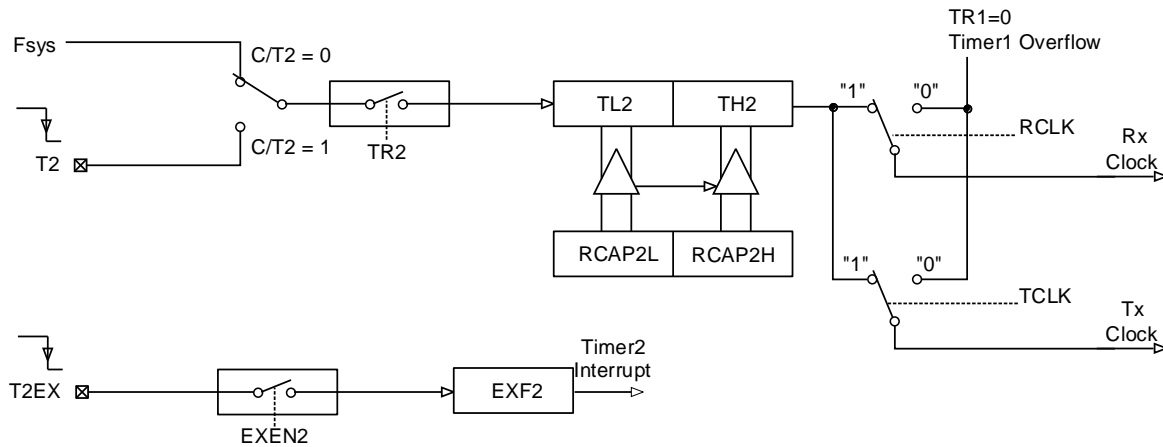 TR1=0
Timer1 Overflow
Fsys
C/T2 = 0
"1"
"0"
TL2
TH2
RCLK
Rx
Clock
T2
C/T2 = 1
TR2
RCAP2L
RCAP2H
"1"
"0"
TCLK
Tx
Clock
Timer2
Interrupt
T2EX
EXF2
EXEN2